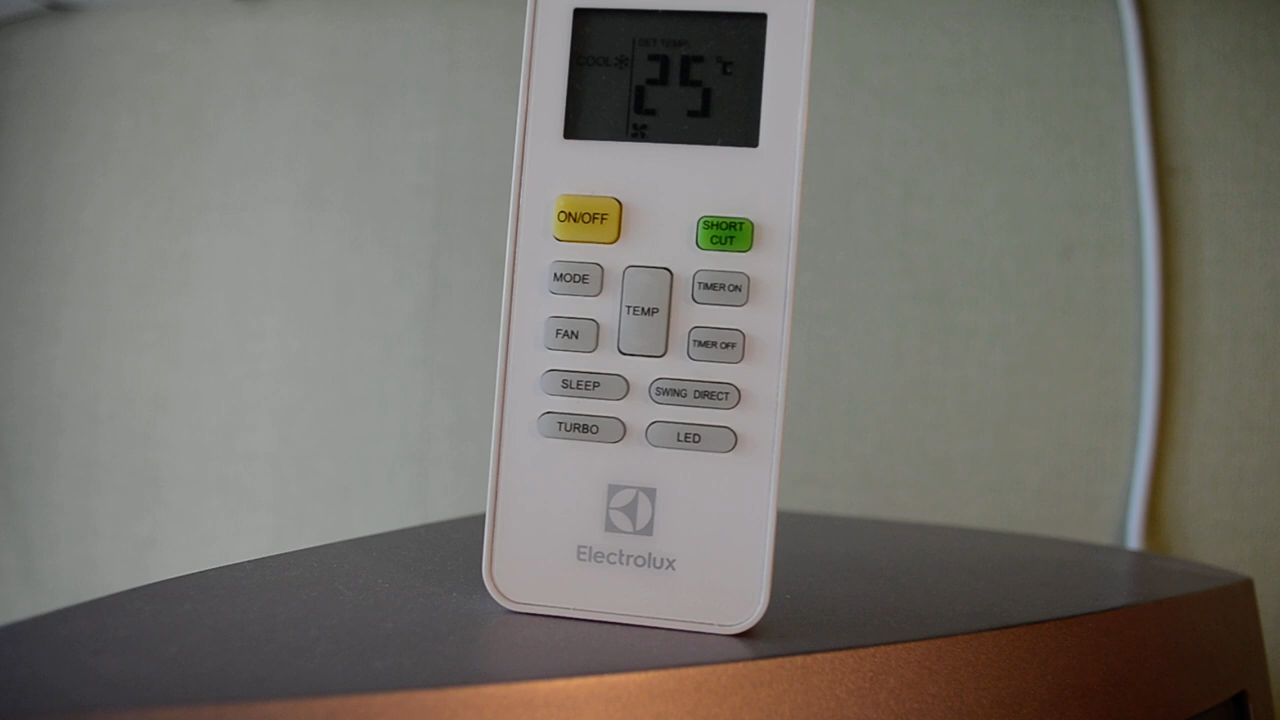 SET TEMP.
COOL
25 °C
ON/OFF
SHORT
CUT
MODE
TEMP
TIMER ON
FAN
TIMER OFF
SLEEP
SWING DIRECT
TURBO
LED
Electrolux